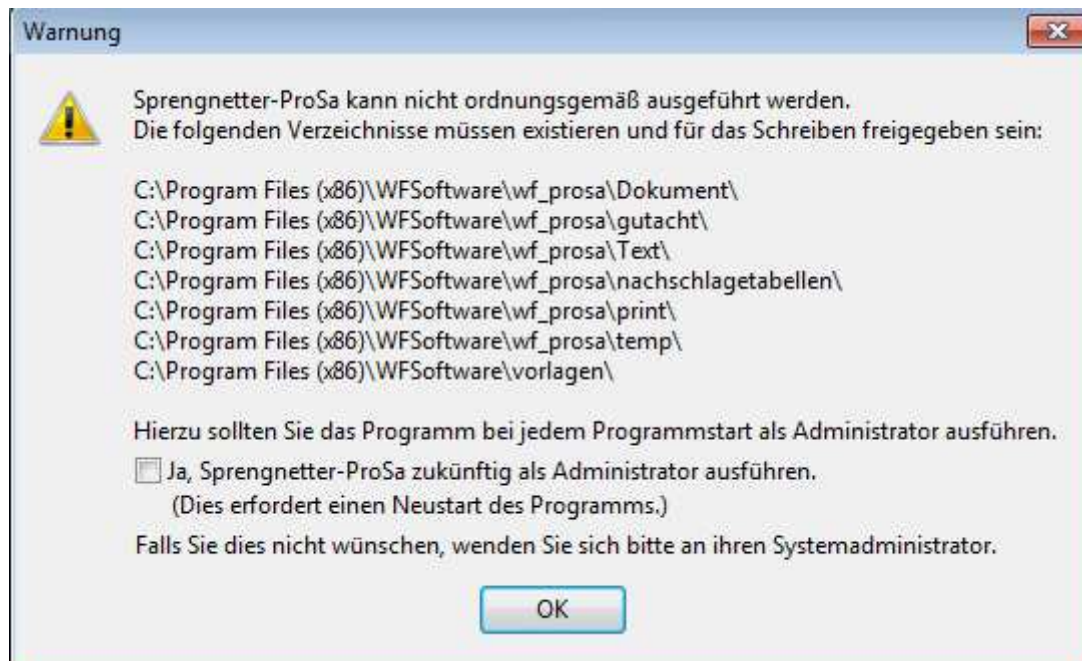 Warnung
Sprengnetter-ProSa kann nicht ordnungsgemäß ausgeführt werden.
Die folgenden Verzeichnisse müssen existieren und für das Schreiben freigegeben sein:
C:\Program Files (x86)\WFSoftware\wf_prosa\Dokument\
C:\Program Files (x86)\WFSoftware\wf_prosa\gutacht\
C:\Program Files (x86)\WFSoftware\wf_prosa\Text\
C:\Program Files (x86)\WFSoftware\wf_prosa\nachschlagetabellen\
C:\Program Files (x86)\WFSoftware\wf_prosa\print\
C:\Program Files (x86)\WFSoftware\wf_prosa\temp\
C:\Program Files (x86)\WFSoftware\vorlagen\
Hierzu sollten Sie das Programm bei jedem Programmstart als Administrator ausführen.
Ja, Sprengnetter-ProSa zukünftig als Administrator ausführen.
(Dies erfordert einen Neustart des Programms.)
Falls Sie dies nicht wünschen, wenden Sie sich bitte an ihren Systemadministrator.
OK